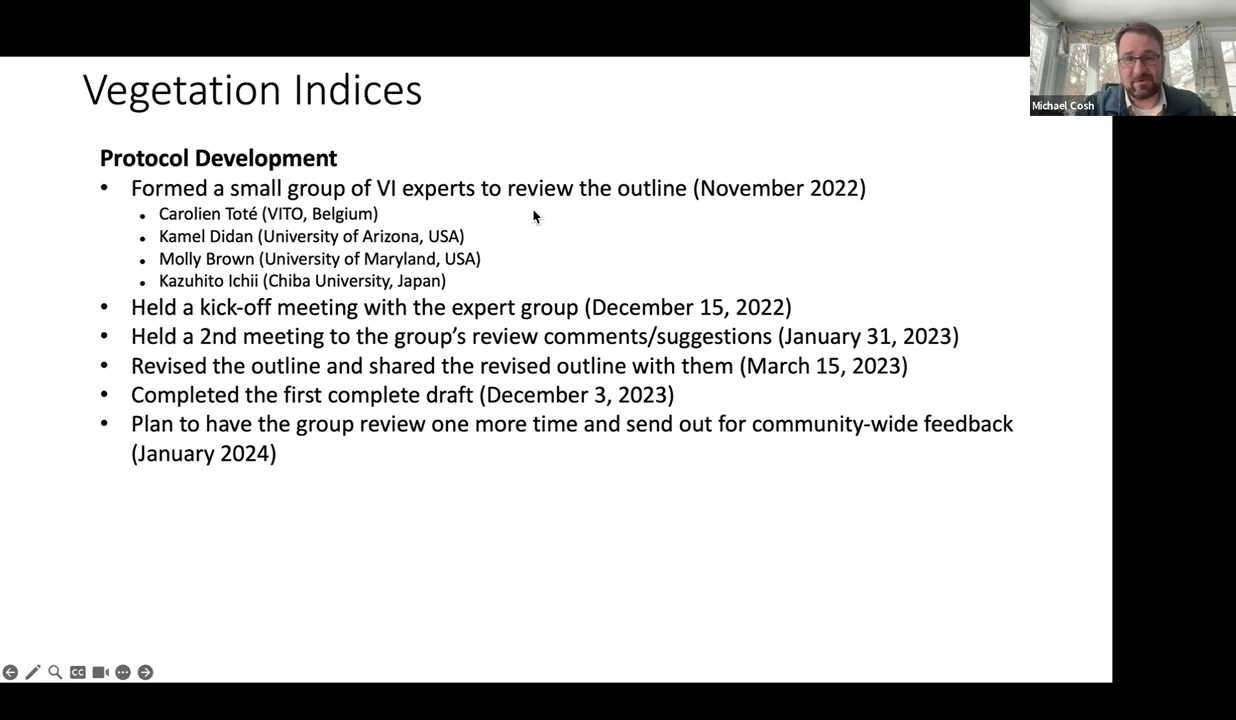 Vegetation Indices
Michael Cosh
Protocol Development
• Formed a small group of VI experts to review the outline (November 2022)
• Carolien Toté (VITO, Belgium)
• Kamel Didan (University of Arizona, USA)
• Molly Brown (University of Maryland, USA)
• Kazuhito Ichii (Chiba University, Japan)
• Held a kick-off meeting with the expert group (December 15, 2022)
• Held a 2nd meeting to the group’s review comments/suggestions (January 31, 2023)
• Revised the outline and shared the revised outline with them (March 15, 2023)
• Completed the first complete draft (December 3, 2023)
• Plan to have the group review one more time and send out for community-wide feedback
(January 2024)
CC